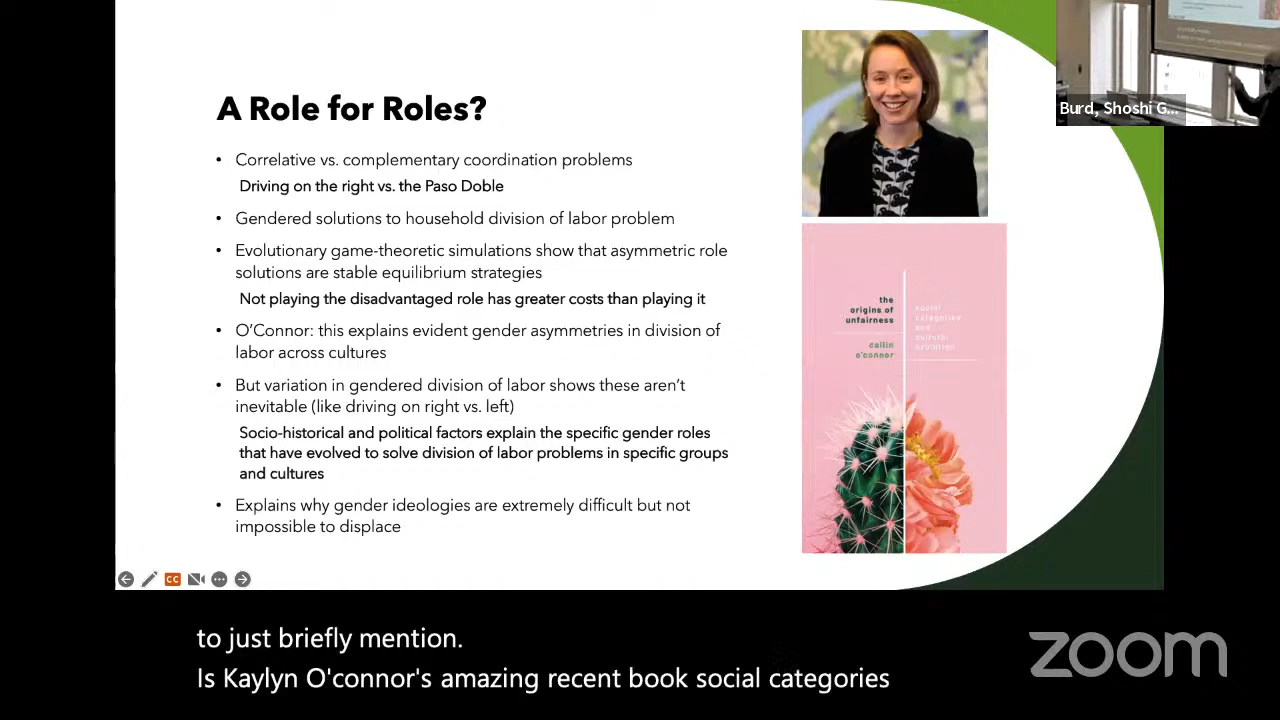 A Role for Roles?
• Correlative vs. complementary coordination problems
Driving on the right vs. the Paso Doble
• Gendered solutions to household division of labor problem
• Evolutionary game-theoretic simulations show that asymmetric role
solutions are stable equilibrium strategies
Not playing the disadvantaged role has greater costs than playing it
• O’Connor: this explains evident gender asymmetries in division of
labor across cultures
• But variation in gendered division of labor shows these aren’t
inevitable (like driving on right vs. left)
Socio-historical and political factors explain the specific gender roles
that have evolved to solve division of labor problems in specific groups
and cultures
• Explains why gender ideologies are extremely difficult but not
impossible to displace
the
origins of
unfairness
social
categories
and
cultural
evolution
cailin
o’connor
Burd, Shoshi G...
CC
to just briefly mention.
Is Kaylyn O'connor's amazing recent book social categories
zoom